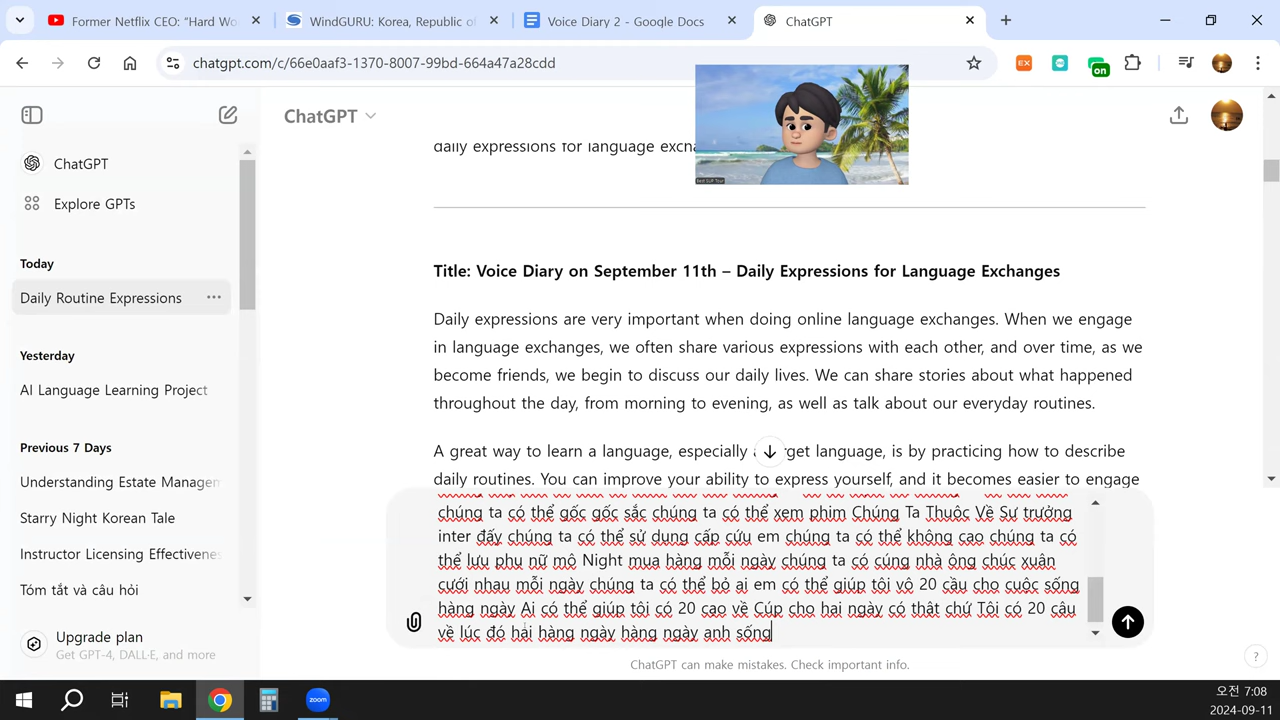 Former Netflix CEO: “Hard Wo
WindGURU: Korea, Republic of
Voice Diary 2 - Google Docs
ChatGPT
chatgpt.com/c/66e0aaf3-1370-8007-99bd-664a47a28cdd
EX
on
ChatGPT
ChatGPT
Explore GPTs
Today
Daily Routine Expressions
Yesterday
AI Language Learning Project
Previous 7 Days
Understanding Estate Managen
Starry Night Korean Tale
Instructor Licensing Effectivenes
Tóm tắt và câu hỏi
Upgrade plan
Get GPT-4, DALL·E, and more
daily expressions for language excha
Title: Voice Diary on September 11th – Daily Expressions for Language Exchanges
Daily expressions are very important when doing online language exchanges. When we engage
in language exchanges, we often share various expressions with each other, and over time, as we
become friends, we begin to discuss our daily lives. We can share stories about what happened
throughout the day, from morning to evening, as well as talk about our everyday routines.
A great way to learn a language, especially get language, is by practicing how to describe
daily routines. You can improve your ability to express yourself, and it becomes easier to engage
chúng ta có thể gốc gốc sắc chúng ta có thể xem phim Chúng Ta Thuộc Về Sự trưởng
inter đấy chúng ta có thể sử dụng cấp cứu em chúng ta có thể không cao chúng ta có
thể lưu phụ nữ mô Night mua hàng mỗi ngày chúng ta có cúng nhà ông chúc xuân
cưới nhau mỗi ngày chúng ta có thể bỏ ai em có thể giúp tôi vô 20 cầu cho cuộc sống
hàng ngày Ai có thể giúp tôi có 20 cao về Cúp cho hai ngày có thật chứ Tôi có 20 câu
về lúc đó hải hàng ngày hàng ngày anh sống
ChatGPT can make mistakes. Check important info.
?
zoom
오전 7:08
2024-09-11